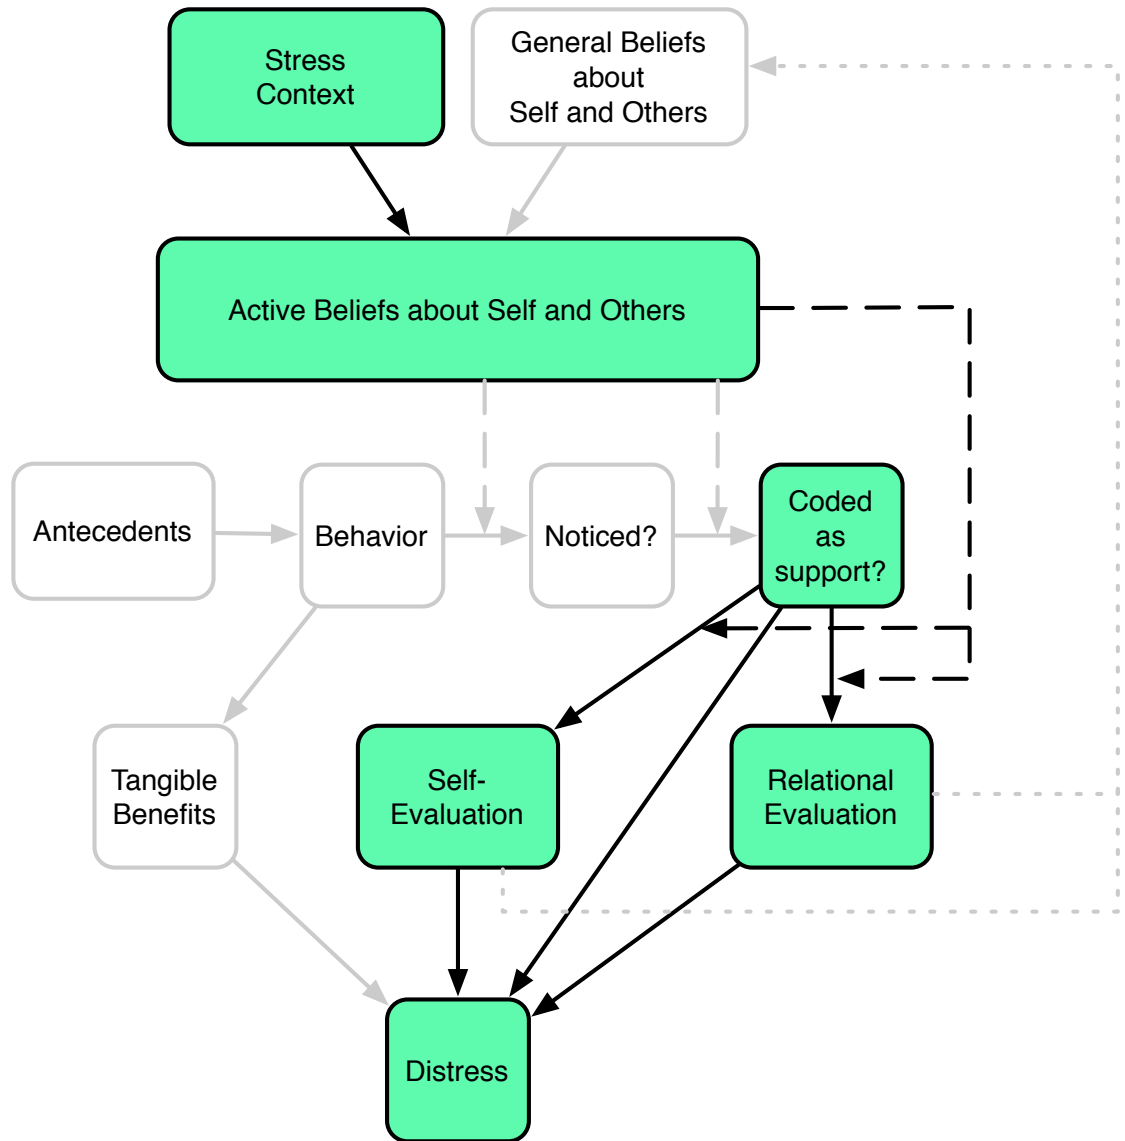 Stress
Context
General Beliefs
about
Self and Others
Active Beliefs about Self and Others
Antecedents
Behavior
Noticed?
Coded
as
support?
Tangible
Benefits
Self-
Evaluation
Relational
Evaluation
Distress